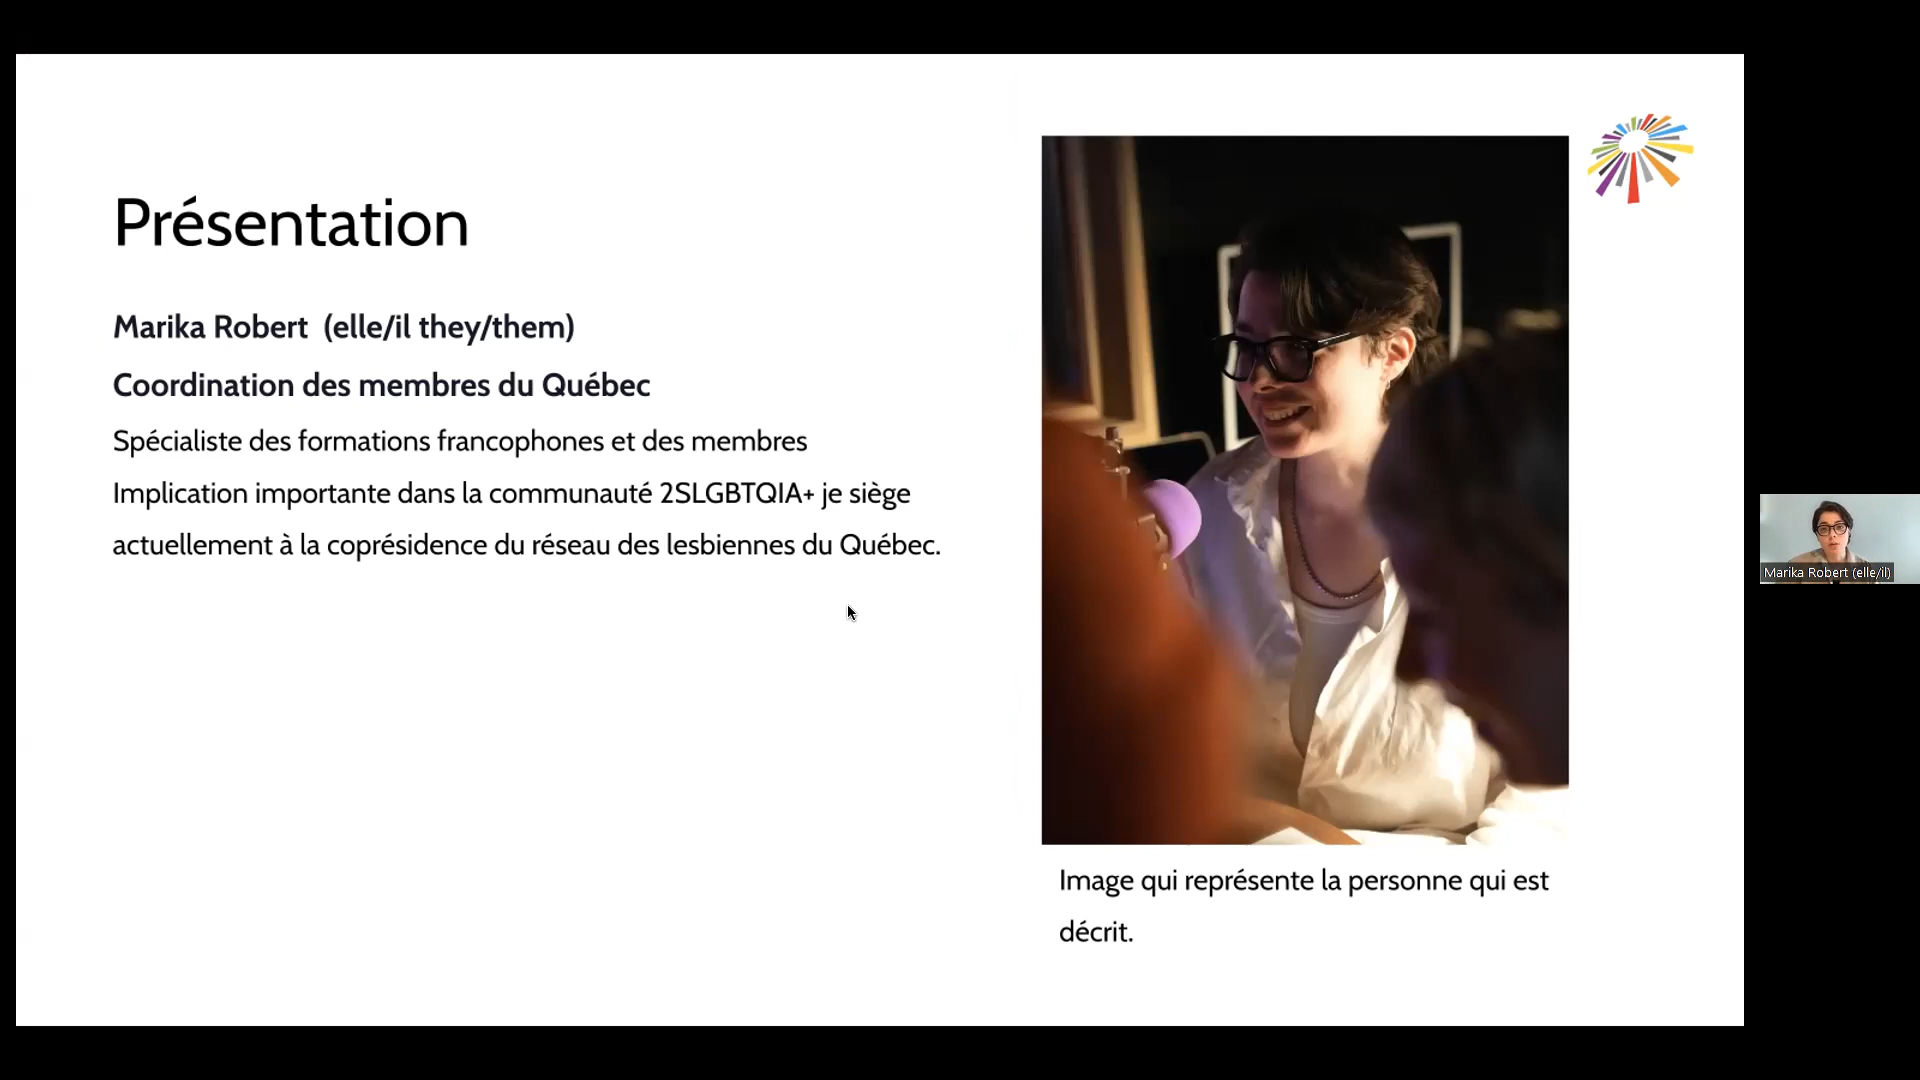 Présentation
Marika Robert (elle/il they/them)
Coordination des membres du Québec
Spécialiste des formations francophones et des membres
Implication importante dans la communauté 2SLGBTQIA+ je siège
actuellement à la coprésidence du réseau des lesbiennes du Québec.
Image qui représente la personne qui est
décrit.
Marika Robert (elle/il)